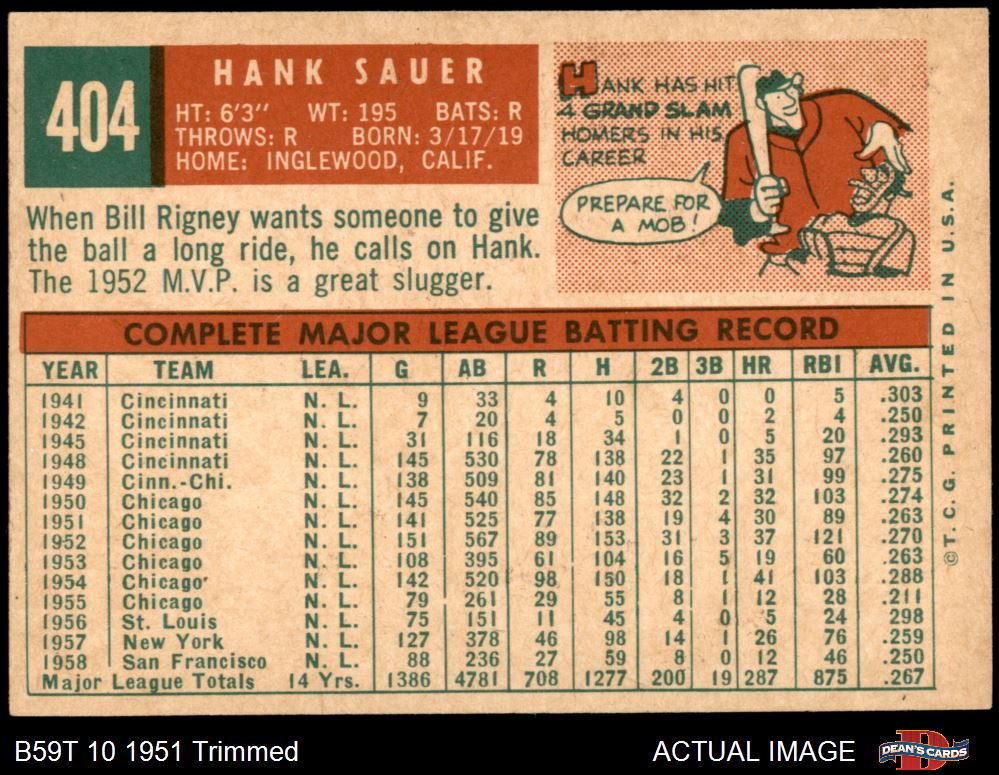 404
HANK SAUER
HT: 6'3" WT: 195 BATS: R
THROWS: R BORN: 3/17/19
HOME: INGLEWOOD, CALIF.
HANK HAS HIT
4 GRAND SLAM
HOMERS IN HIS
CAREER
PREPARE FOR
A MOB!
When Bill Rigney wants someone to give
the ball a long ride, he calls on Hank.
The 1952 M.V.P. is a great slugger.
COMPLETE MAJOR LEAGUE BATTING RECORD
YEAR TEAM LEA. G AB R H 2B 3B HR RBI AVG.
1941 Cincinnati N. L. 9 33 4 10 4 0 0 5 .303
1942 Cincinnati N. L. 7 20 4 5 0 0 2 4 .250
1945 Cincinnati N. L. 31 116 18 34 1 0 5 20 .293
1948 Cincinnati N. L. 145 530 78 138 22 1 35 97 .260
1949 Cinn.-Chi. N. L. 138 509 81 140 23 1 31 99 .275
1950 Chicago N. L. 145 540 85 148 32 2 32 103 .274
1951 Chicago N. L. 141 525 77 138 19 4 30 89 .263
1952 Chicago N. L. 151 567 89 153 31 3 37 121 .270
1953 Chicago N. L. 108 395 61 104 16 5 19 60 .263
1954 Chicago N. L. 142 520 98 150 18 1 41 103 .288
1955 Chicago N. L. 79 261 29 55 8 1 12 28 .211
1956 St. Louis N. L. 75 151 11 45 4 0 5 24 .298
1957 New York N. L. 127 378 46 98 14 1 26 76 .259
1958 San Francisco N. L. 88 236 27 59 8 0 12 46 .250
Major League Totals 14 Yrs. 1386 4781 708 1277 200 19 287 875 .267
©T.C.G. PRINTED IN U.S.A.
B59T 10 1951 Trimmed
ACTUAL IMAGE
DEAN'S CARDS